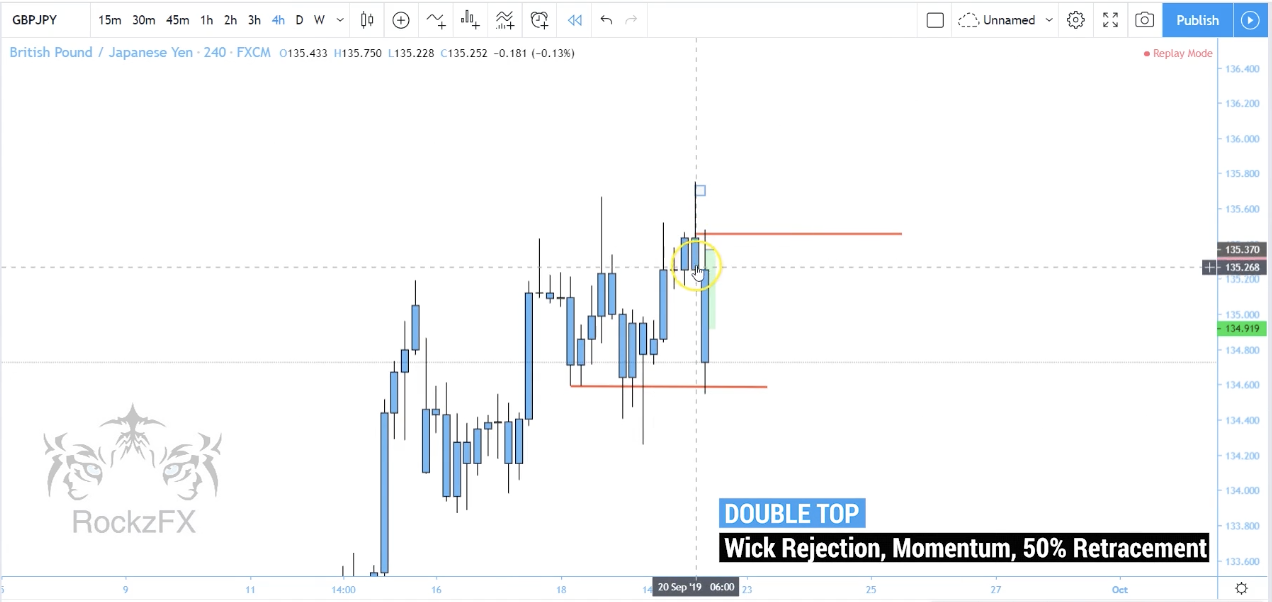 GBPJPY 15m 30m 45m 1h 2h 3h 4h D W Unnamed Publish
British Pound / Japanese Yen · 240 · FXCM O135.433 H135.750 L135.228 C135.252 −0.181 (−0.13%) Replay Mode
136.400
136.200
136.000
135.800
135.600
135.370
135.268
135.200
135.000
134.919
134.800
134.600
134.400
134.200
134.000
133.800
133.600
RockzFX
DOUBLE TOP
Wick Rejection, Momentum, 50% Retracement
9 11 14:00 16 18 20 Sep '19 06:00 23 25 27 Oct